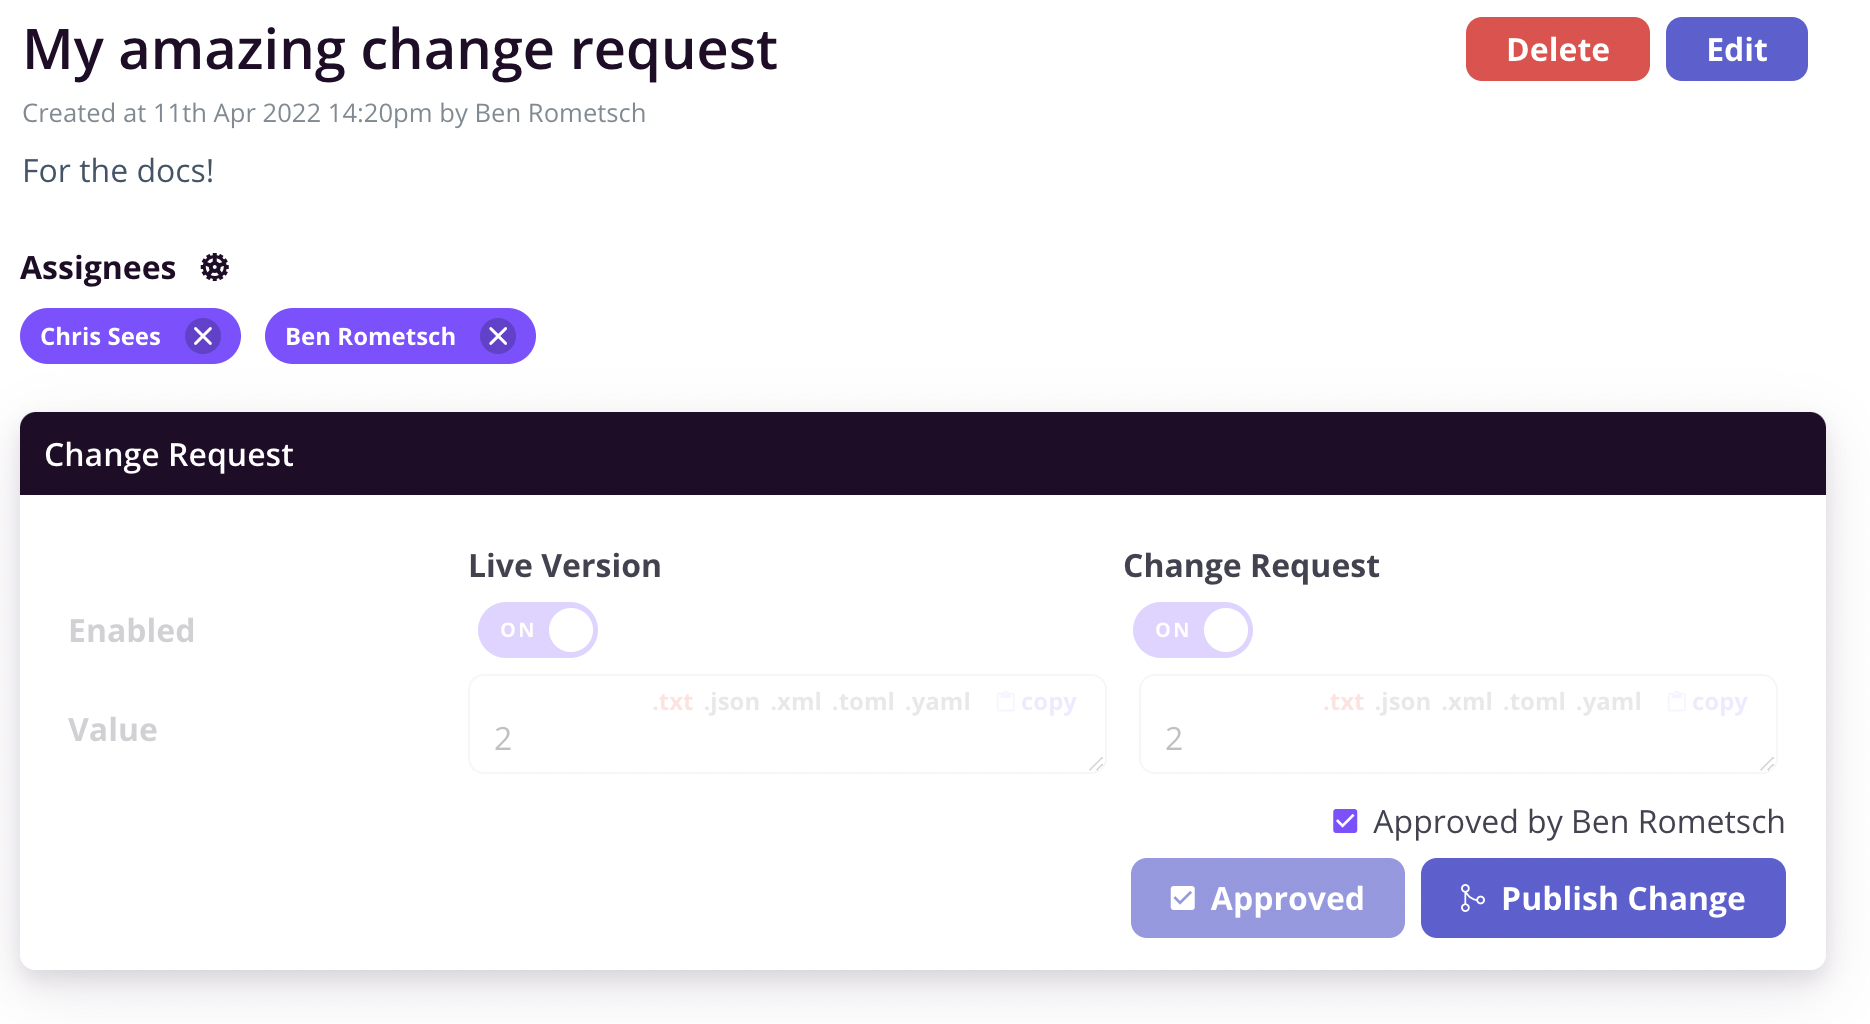 My amazing change request
Delete
Edit
Created at 11th Apr 2022 14:20pm by Ben Rometsch
For the docs!
Assignees
Chris Sees
Ben Rometsch
Change Request
Live Version
Change Request
Enabled
ON
ON
Value
.txt .json .xml .toml .yaml copy
2
.txt .json .xml .toml .yaml copy
2
Approved by Ben Rometsch
Approved
Publish Change